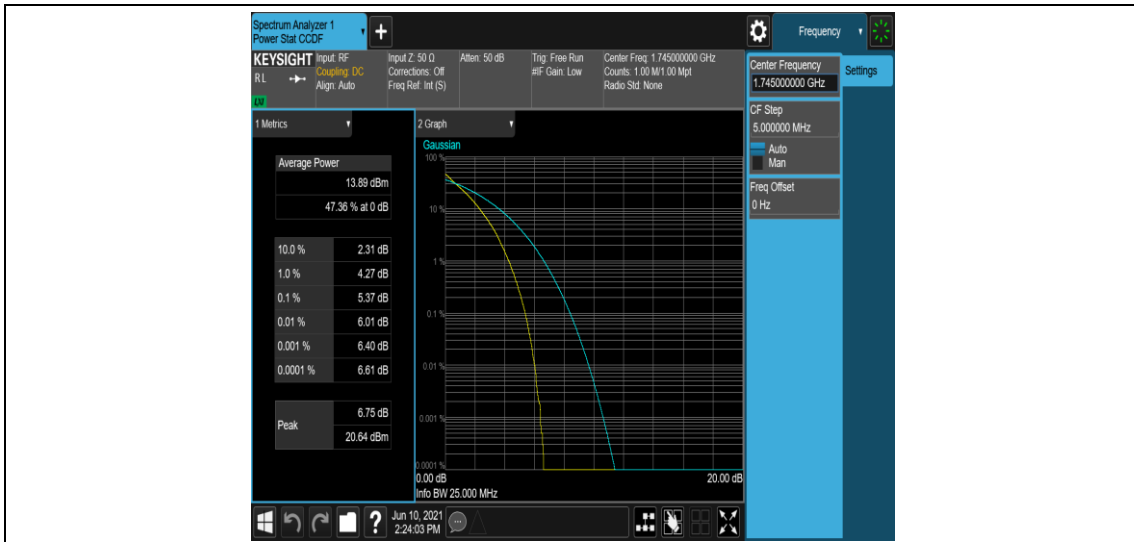 Spectrum Analyzer 1
Power Stat CCDF
+
Frequency
KEYSIGHT
RL
LXI
Input: RF
Coupling: DC
Align: Auto
Input Z: 50 Ω
Corrections: Off
Freq Ref: Int (S)
Atten: 50 dB
Trig: Free Run
#IF Gain: Low
Center Freq: 1.745000000 GHz
Counts: 1.00 M/1.00 Mpt
Radio Std: None
Center Frequency
1.745000000 GHz
Settings
CF Step
5.000000 MHz
Auto
Man
Freq Offset
0 Hz
1 Metrics
Average Power
13.89 dBm
47.36 % at 0 dB
10.0 % 2.31 dB
1.0 % 4.27 dB
0.1 % 5.37 dB
0.01 % 6.01 dB
0.001 % 6.40 dB
0.0001 % 6.61 dB
Peak 6.75 dB
20.64 dBm
2 Graph
Gaussian
100 %
10 %
1 %
0.1 %
0.01 %
0.001 %
0.0001 %
0.00 dB 20.00 dB
Info BW 25.000 MHz
?
Jun 10, 2021
2:24:03 PM